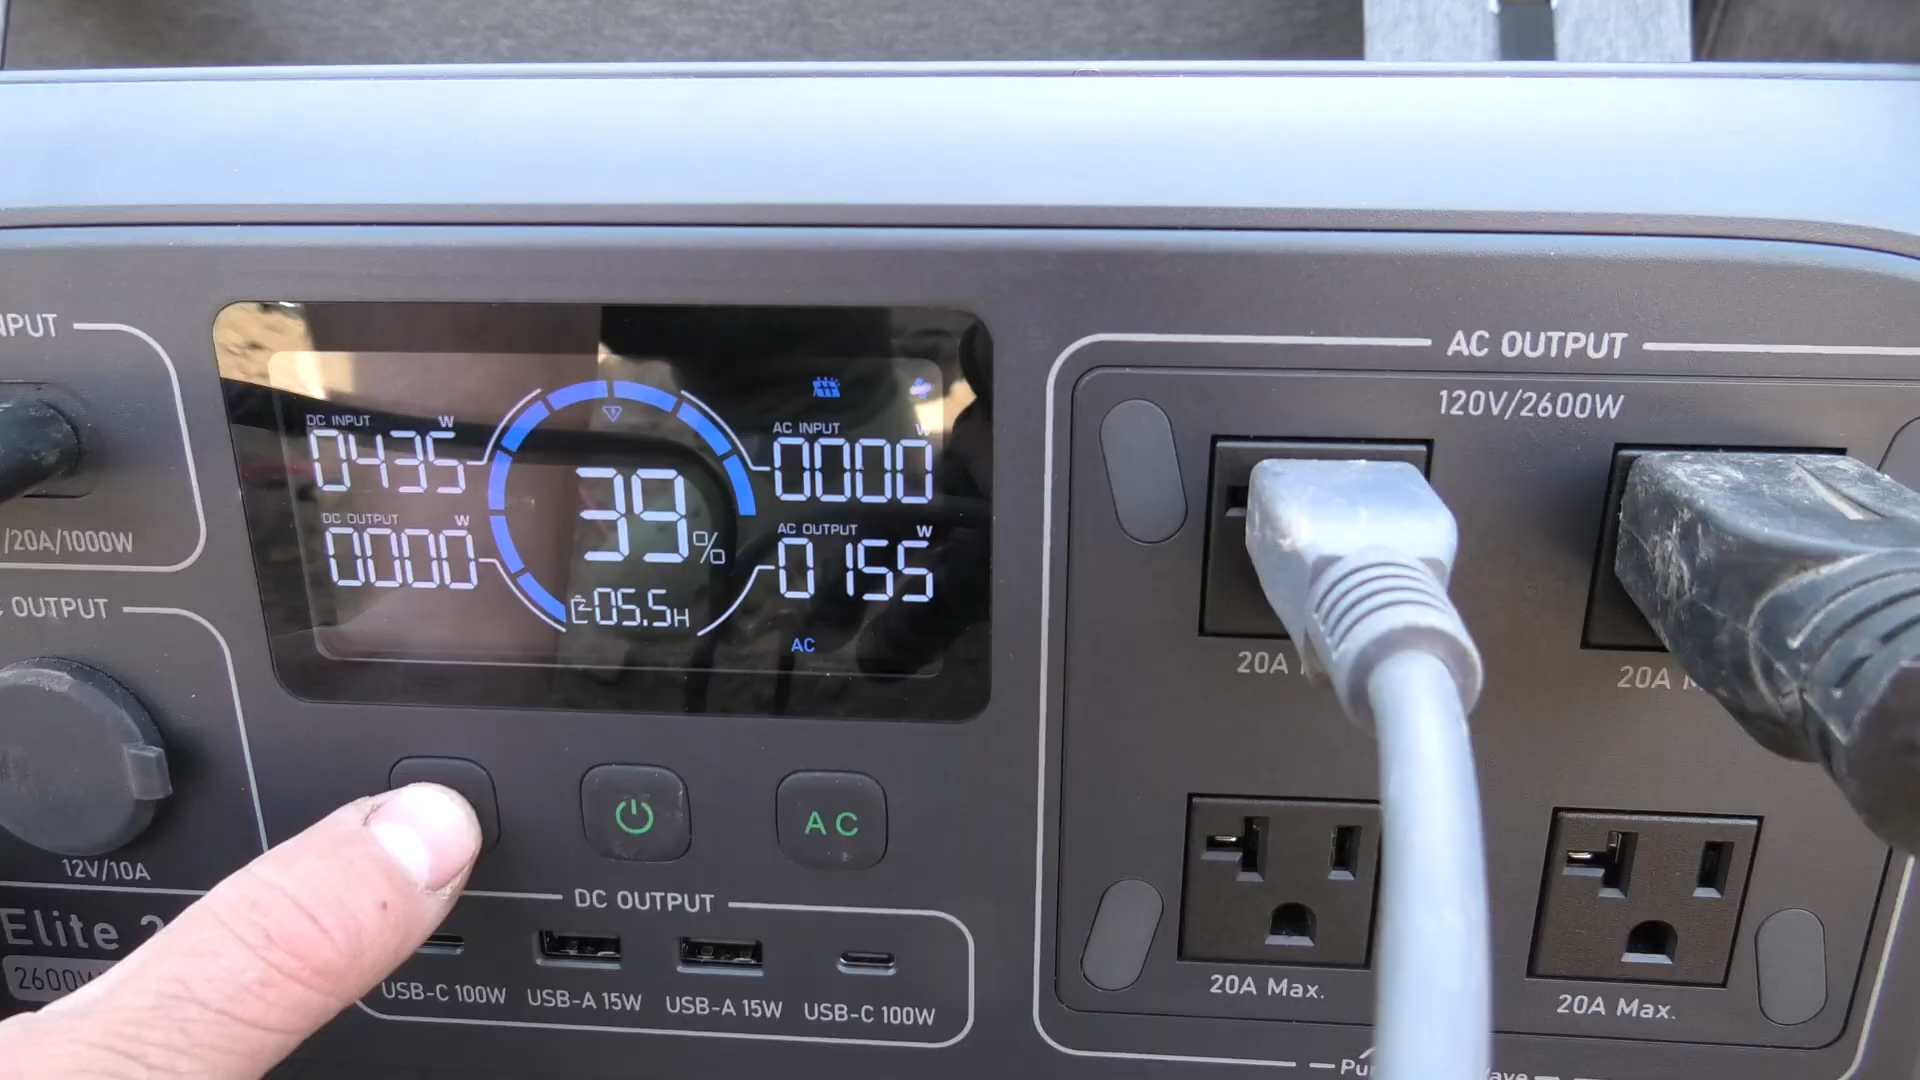 NPUT
/20A/1000W
OUTPUT
12V/10A
Elite
2600W
DC INPUT W
0435
DC OUTPUT W
0000
39%
05.5H
AC INPUT W
0000
AC OUTPUT W
0155
AC
AC
DC OUTPUT
USB-C 100W
USB-A 15W
USB-A 15W
USB-C 100W
AC OUTPUT
120V/2600W
20A
20A M
20A Max.
20A Max.